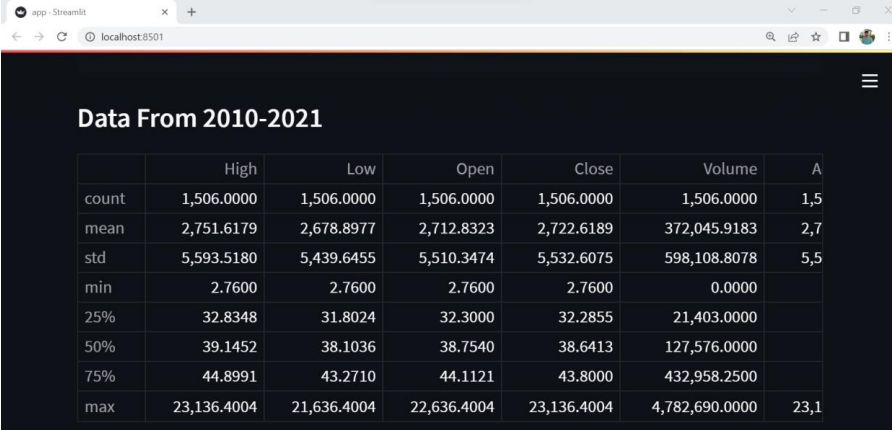 app · Streamlit
localhost:8501
Data From 2010-2021
High Low Open Close Volume A
count 1,506.0000 1,506.0000 1,506.0000 1,506.0000 1,506.0000 1,5
mean 2,751.6179 2,678.8977 2,712.8323 2,722.6189 372,045.9183 2,7
std 5,593.5180 5,439.6455 5,510.3474 5,532.6075 598,108.8078 5,5
min 2.7600 2.7600 2.7600 2.7600 0.0000
25% 32.8348 31.8024 32.3000 32.2855 21,403.0000
50% 39.1452 38.1036 38.7540 38.6413 127,576.0000
75% 44.8991 43.2710 44.1121 43.8000 432,958.2500
max 23,136.4004 21,636.4004 22,636.4004 23,136.4004 4,782,690.0000 23,1